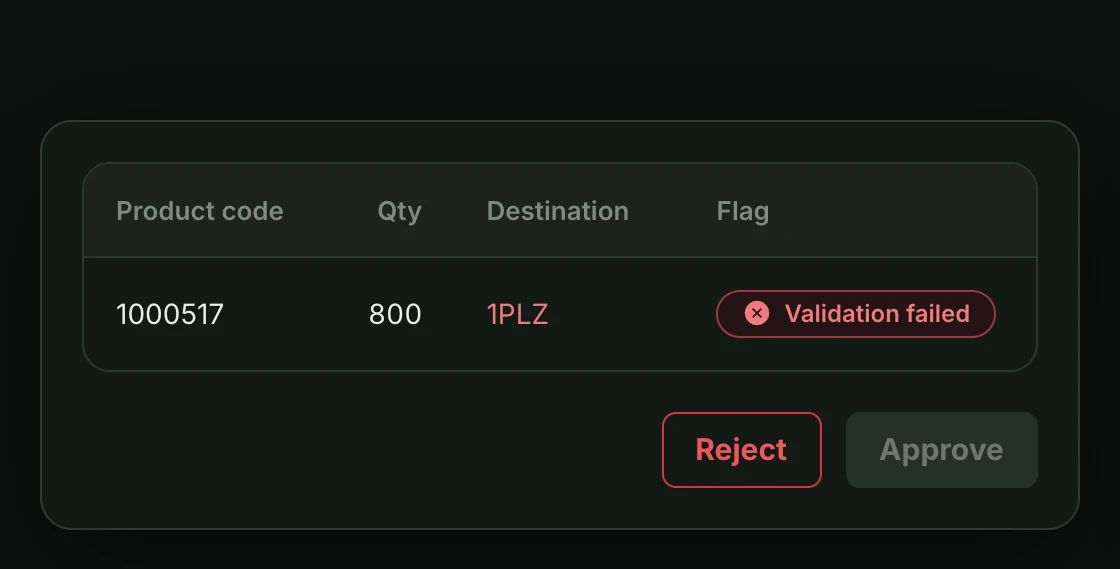 Product code Qty Destination Flag
1000517 800 1PLZ Validation failed
Reject Approve